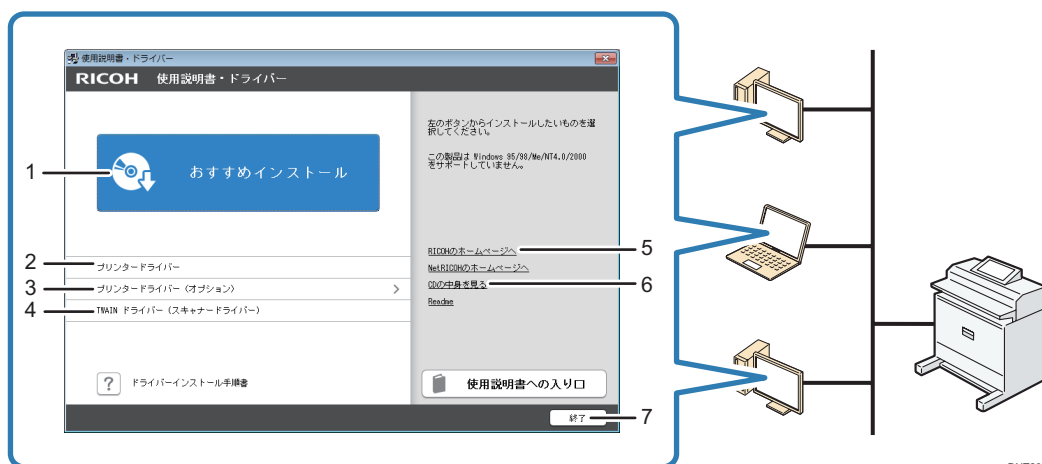 使用説明書・ドライバー
RICOH 使用説明書・ドライバー
左のボタンからインストールしたいものを選
択してください。
この製品は Windows 95/98/Me/NT4.0/2000
をサポートしていません。
1
おすすめインストール
RICOHのホームページへ
5
2
プリンタードライバー
NetRICOHのホームページへ
3
プリンタードライバー (オプション)
>
CDの中身を見る
6
4
TWAIN ドライバー (スキャナードライバー)
Readme
?
ドライバーインストール手順書
使用説明書への入り口
終了
7